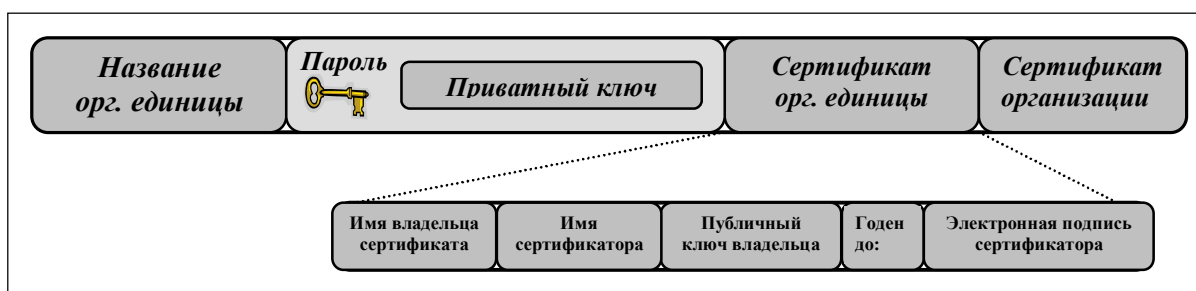 Название
орг. единицы
Пароль
Приватный ключ
Сертификат
орг. единицы
Сертификат
организации
Имя владельца
сертификата
Имя
сертификатора
Публичный
ключ владельца
Годен
до:
Электронная подпись
сертификатора